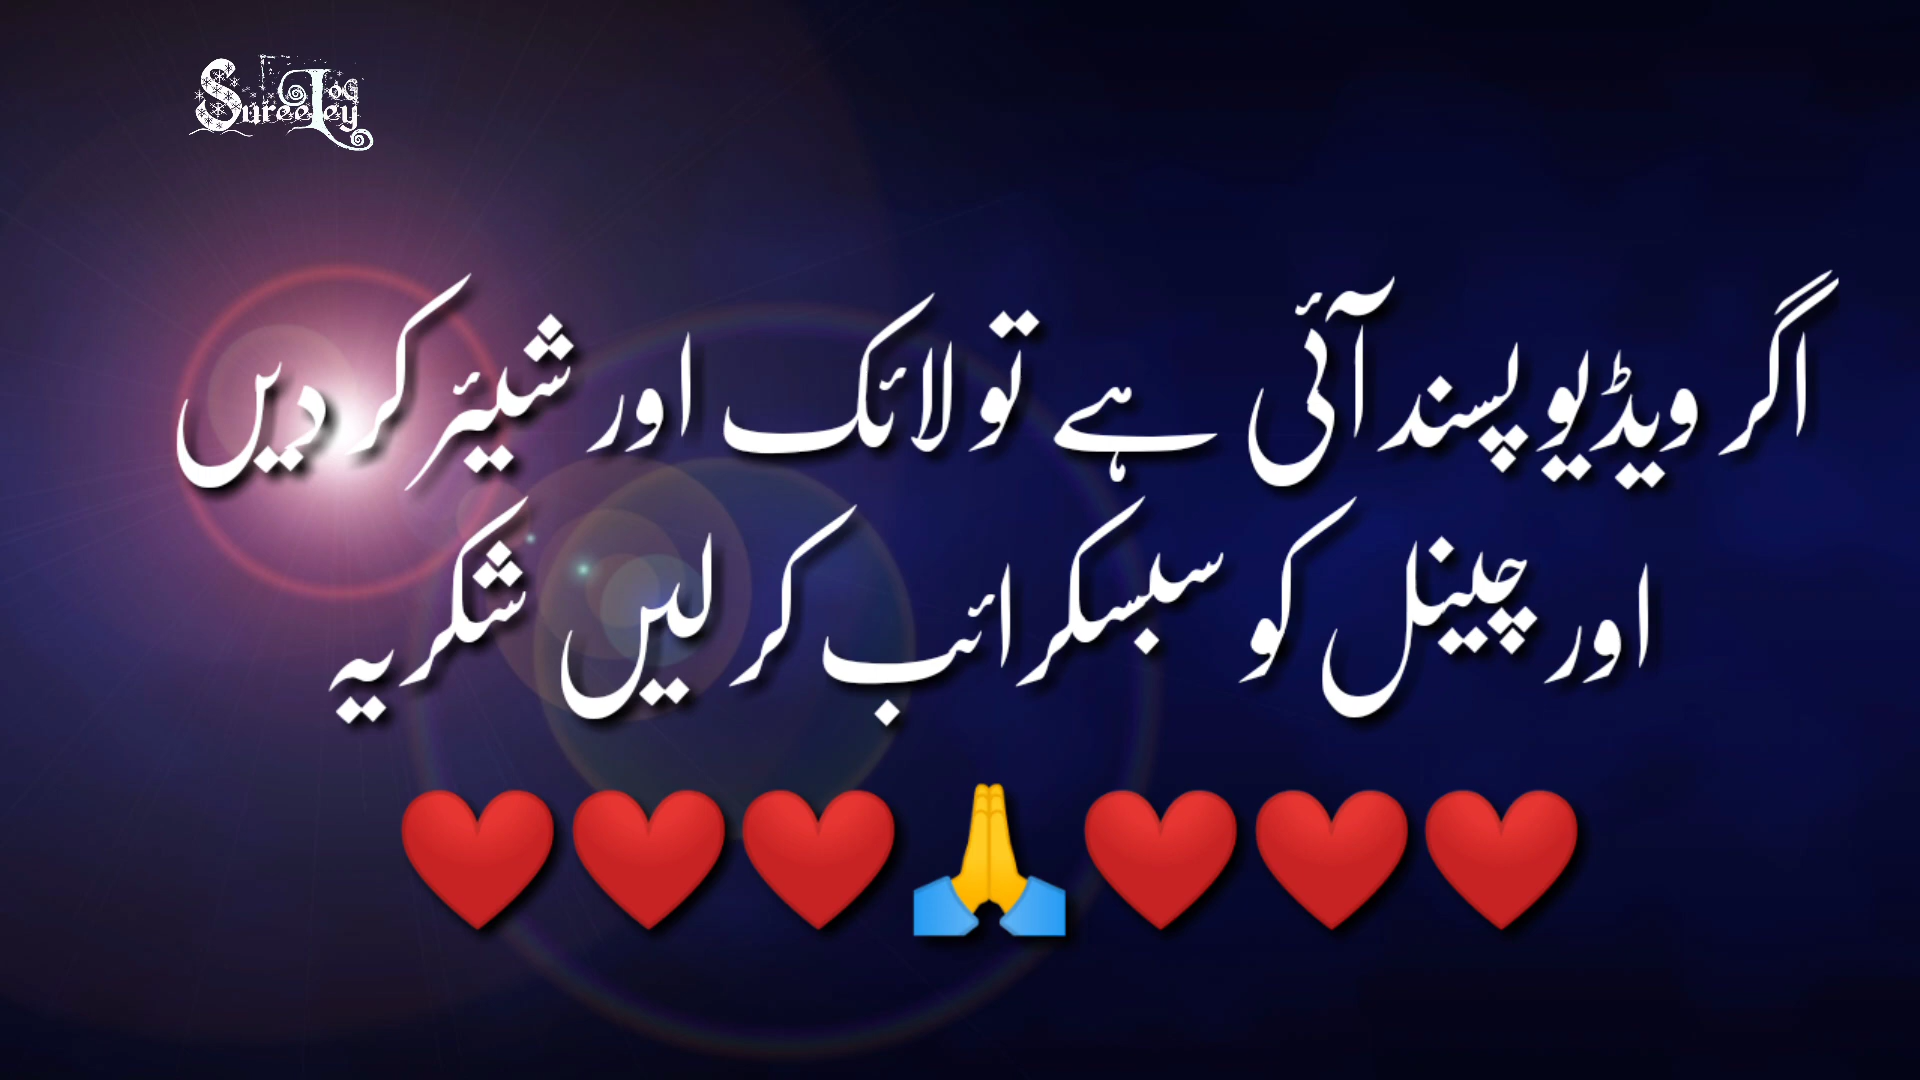 Sureeley Log
اگر ویڈیو پسند آئی ہے تو لائک اور شیئر کر دیں
اور چینل کو سبسکرائب کر لیں شکریہ
❤️❤️❤️🙏❤️❤️❤️